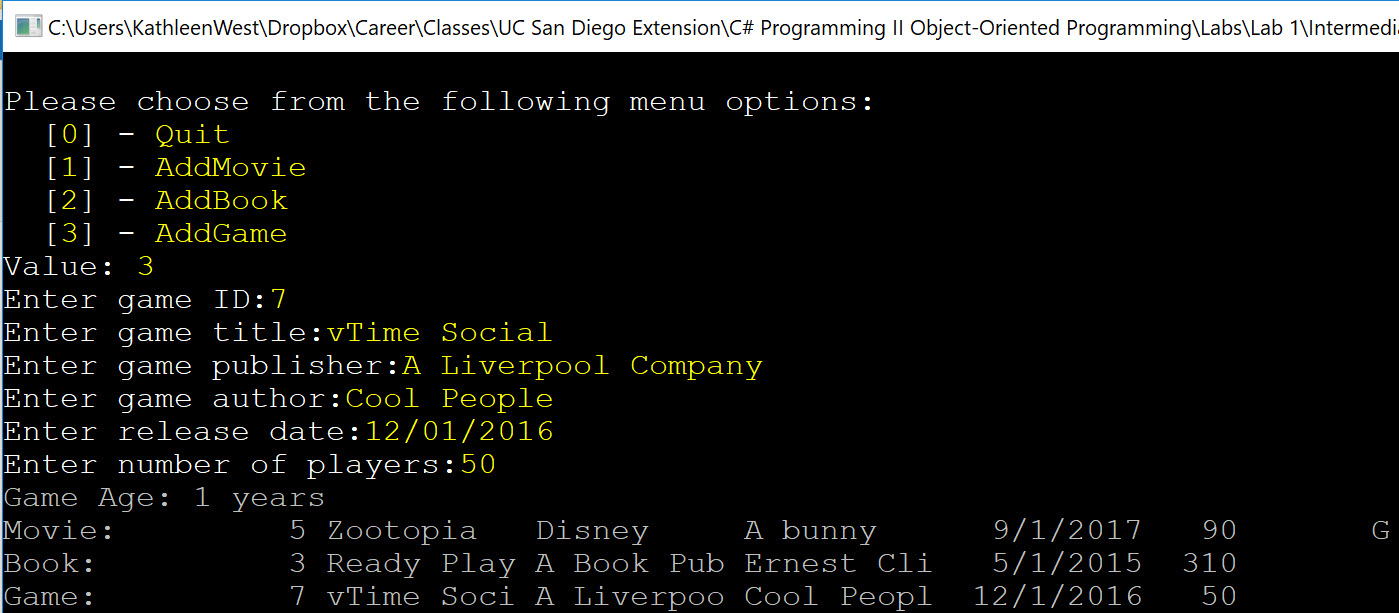 C:\Users\KathleenWest\Dropbox\Career\Classes\UC San Diego Extension\C# Programming II Object-Oriented Programming\Labs\Lab 1\Intermedi
Please choose from the following menu options:
[0] - Quit
[1] - AddMovie
[2] - AddBook
[3] - AddGame
Value: 3
Enter game ID:7
Enter game title:vTime Social
Enter game publisher:A Liverpool Company
Enter game author:Cool People
Enter release date:12/01/2016
Enter number of players:50
Game Age: 1 years
Movie: 5 Zootopia Disney A bunny 9/1/2017 90 G
Book: 3 Ready Play A Book Pub Ernest Cli 5/1/2015 310
Game: 7 vTime Soci A Liverpoo Cool Peopl 12/1/2016 50